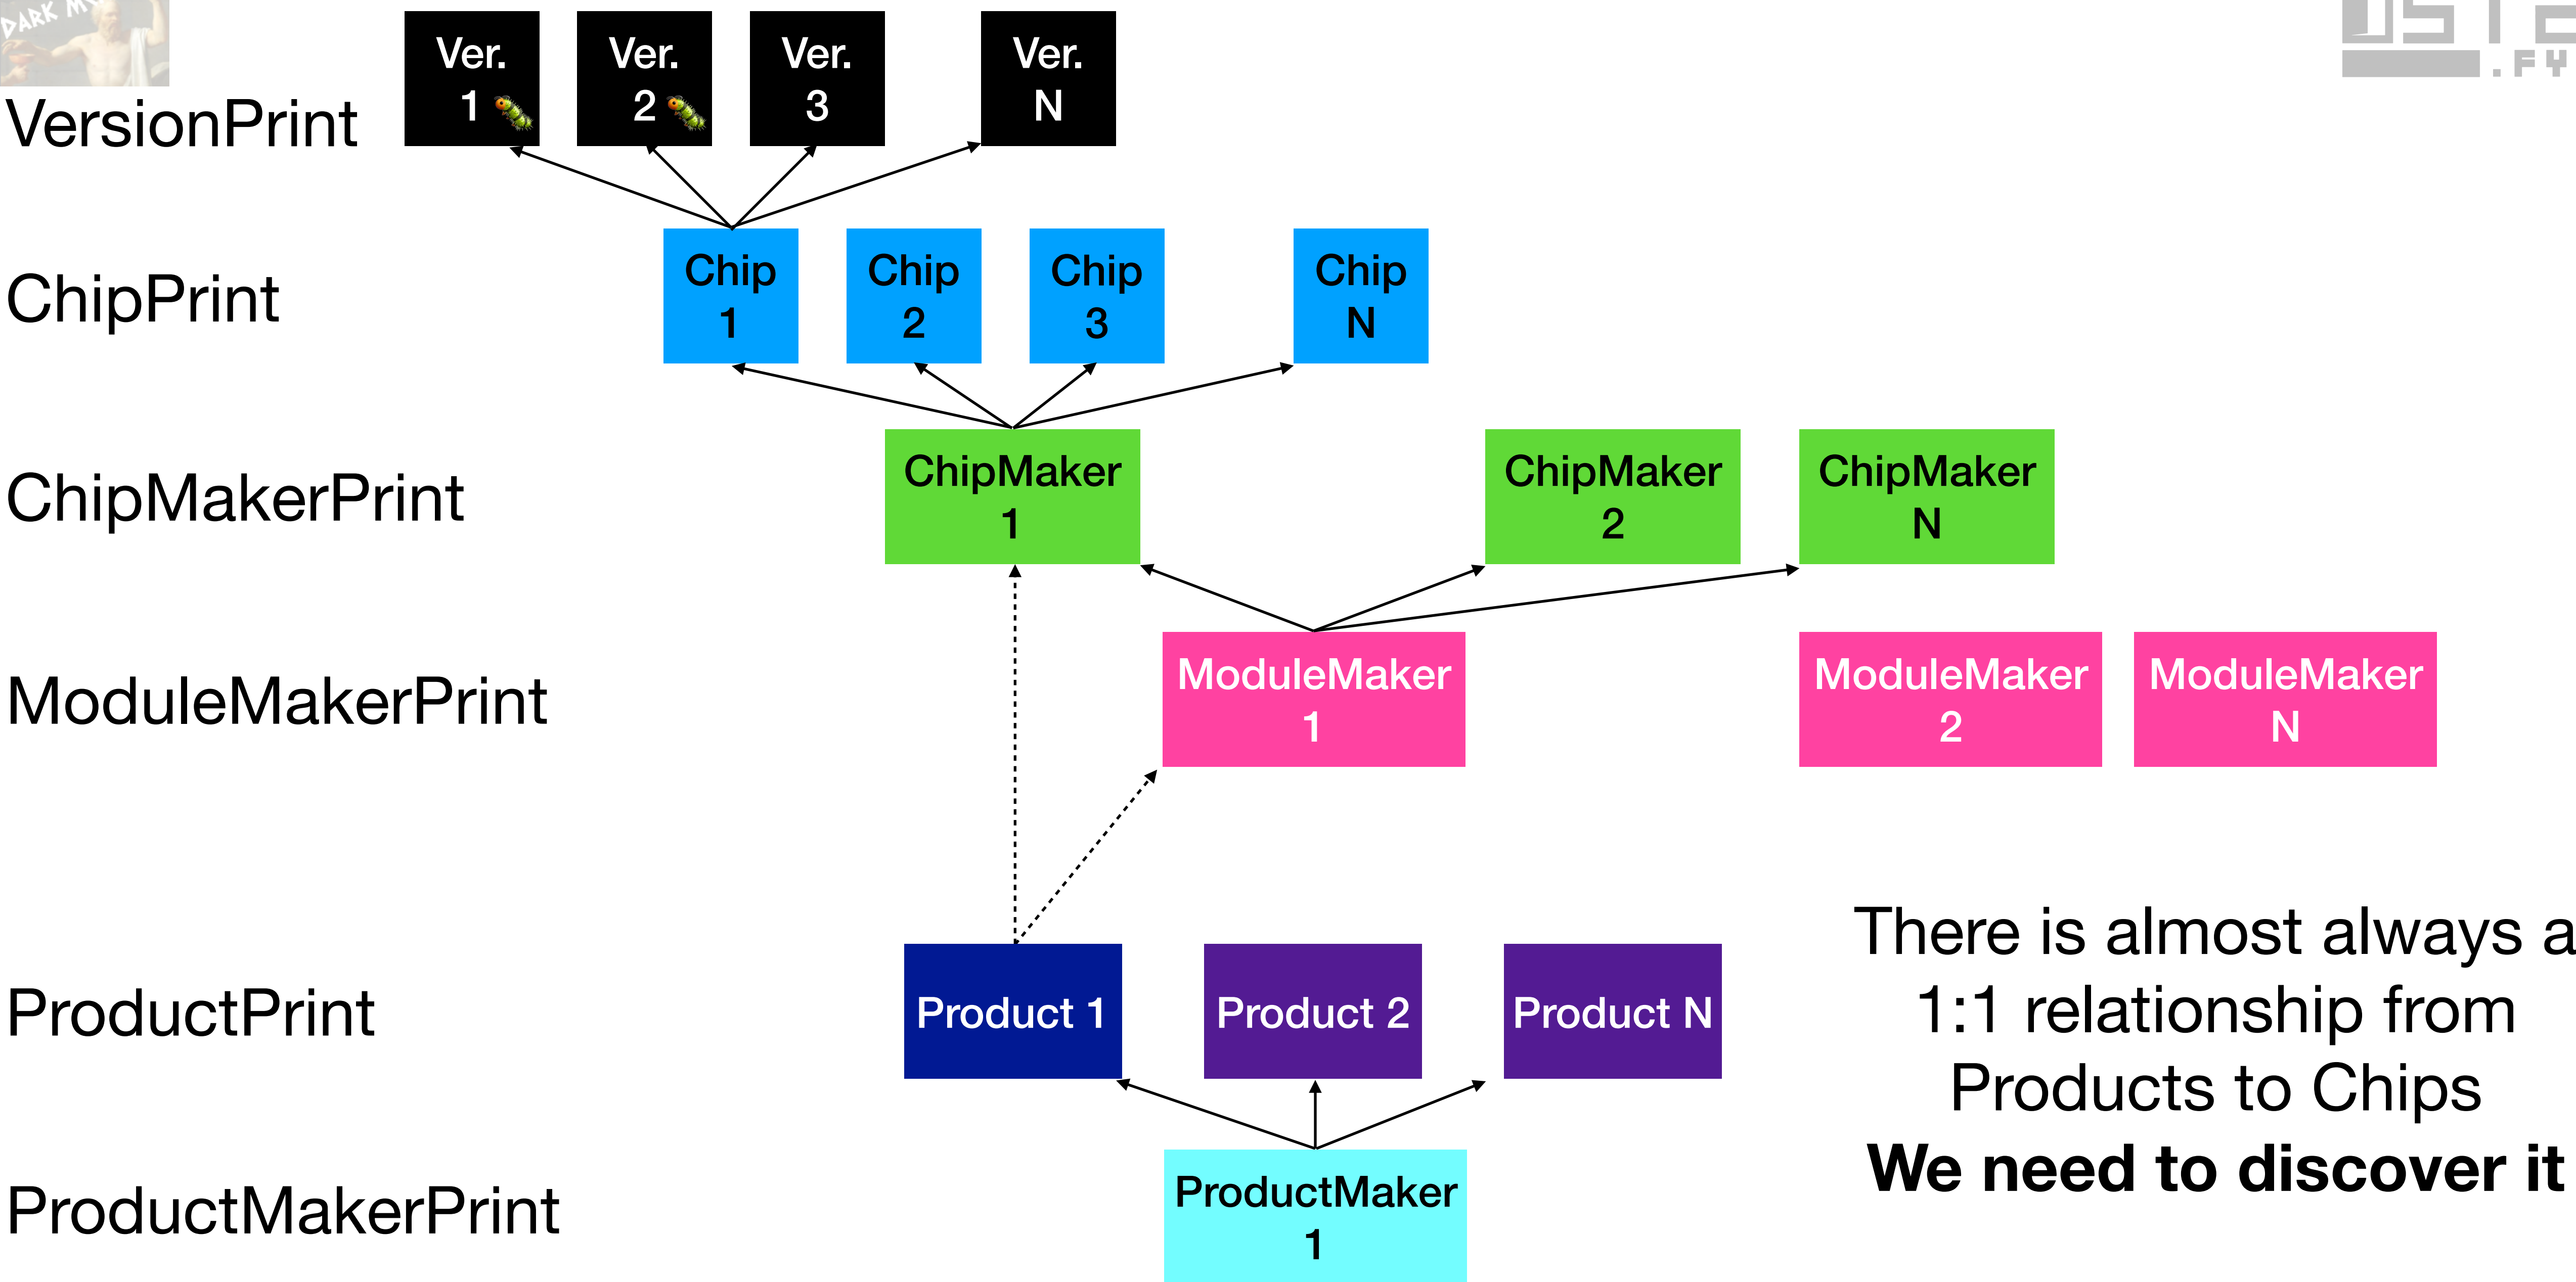 DARK M
Ver.
1
Ver.
2
Ver.
3
Ver.
N
VersionPrint
ChipPrint
Chip
1
Chip
2
Chip
3
Chip
N
ChipMakerPrint
ChipMaker
1
ChipMaker
2
ChipMaker
N
ModuleMakerPrint
ModuleMaker
1
ModuleMaker
2
ModuleMaker
N
ProductPrint
Product 1
Product 2
Product N
There is almost always a
1:1 relationship from
Products to Chips
We need to discover it
ProductMakerPrint
ProductMaker
1